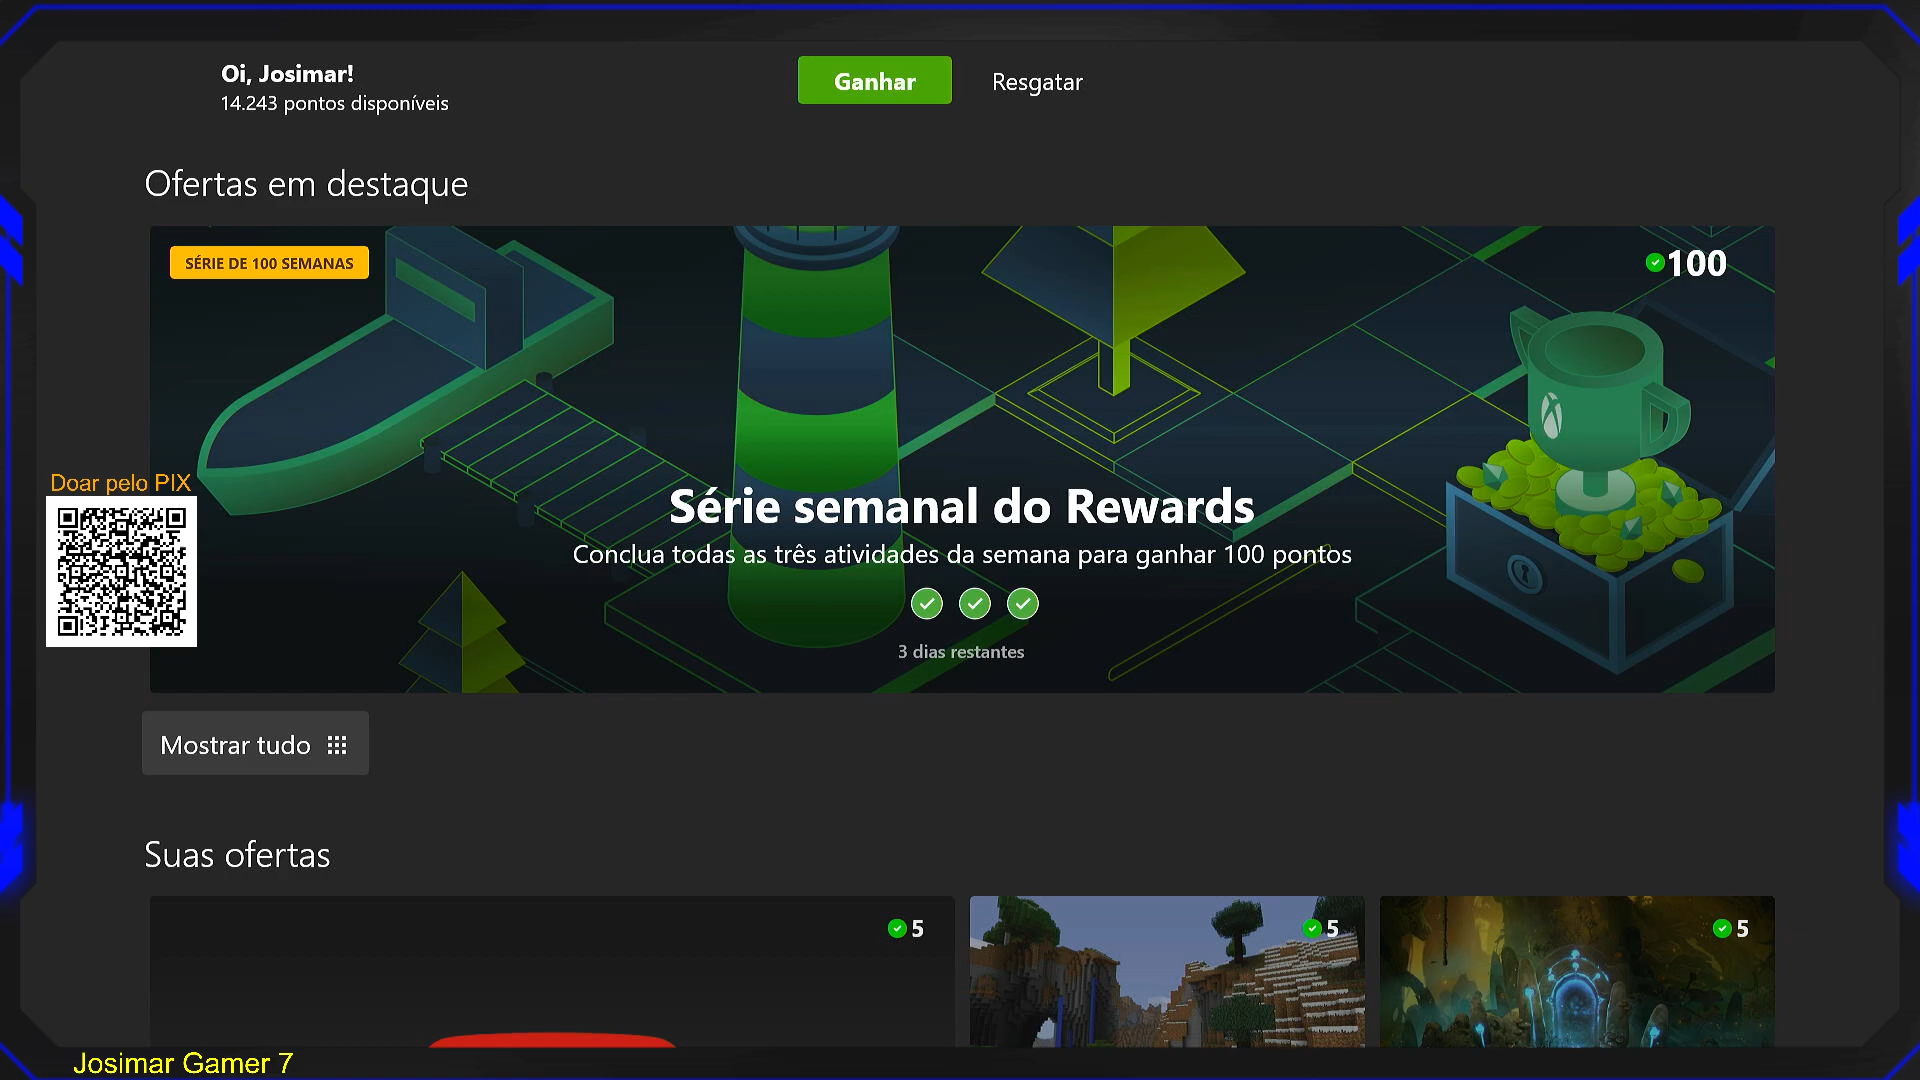 Oi, Josimar!
14.243 pontos disponíveis
Ganhar
Resgatar
Ofertas em destaque
SÉRIE DE 100 SEMANAS
100
Doar pelo PIX
Série semanal do Rewards
Conclua todas as três atividades da semana para ganhar 100 pontos
3 dias restantes
Mostrar tudo
Suas ofertas
5
5
5
Josimar Gamer 7